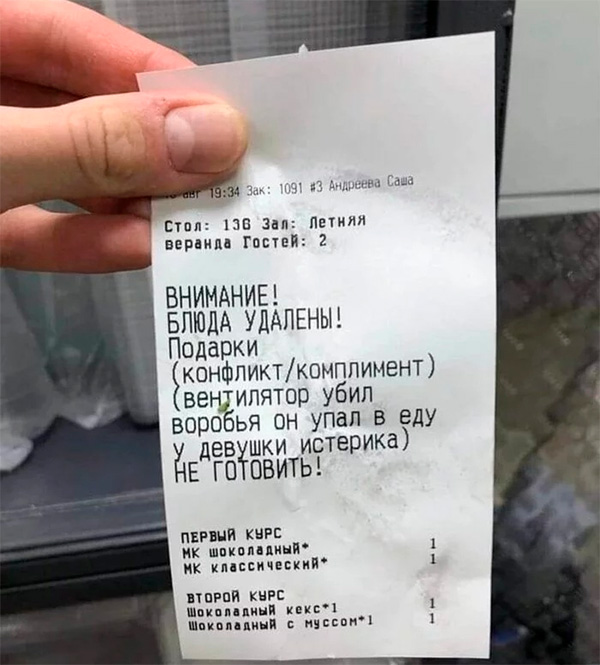 авг 19:34 Зак: 1091 #3 Андреева Саша
Стол: 136 Зал: Летняя
веранда Гостей: 2
ВНИМАНИЕ!
БЛЮДА УДАЛЕНЫ!
Подарки
(конфликт/комплимент)
(вентилятор убил
воробья он упал в еду
у девушки истерика)
НЕ ГОТОВИТЬ!
ПЕРВЫЙ КУРС
МК шоколадный* 1
МК классический* 1
ВТОРОЙ КУРС
Шоколадный кекс*1 1
Шоколадный с муссом*1 1